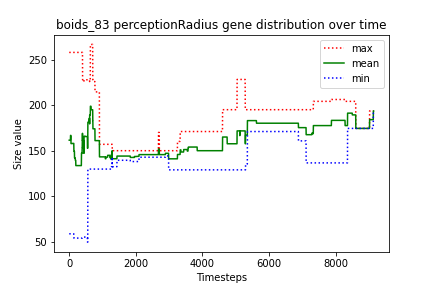 boids_83 perceptionRadius gene distribution over time
max
mean
min
250
200
150
100
50
Size value
0
2000
4000
6000
8000
Timesteps